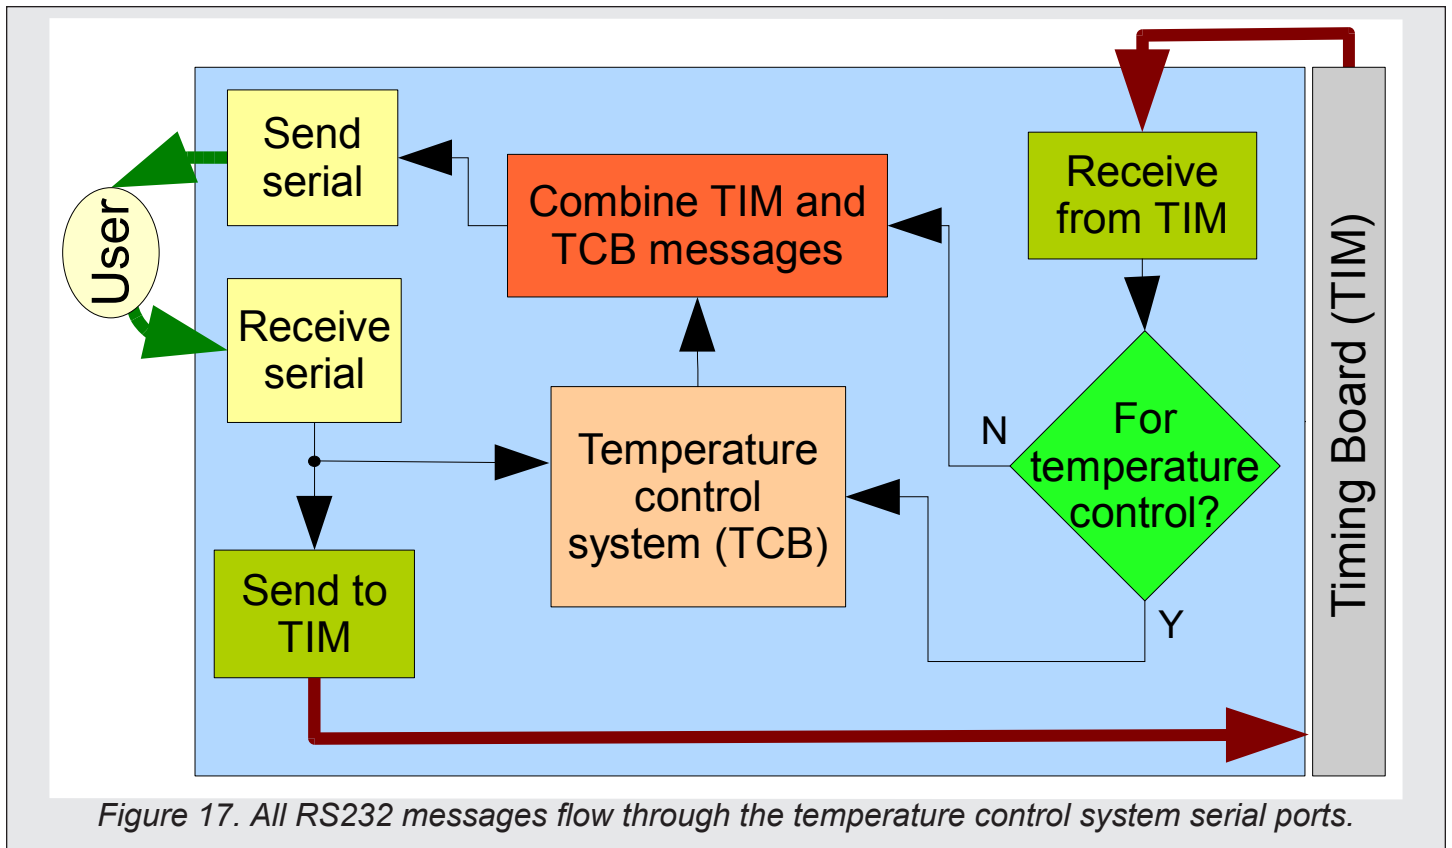 Send
serial
User
Receive
serial
Send to
TIM
Combine TIM and
TCB messages
Temperature
control
system (TCB)
Receive
from TIM
For
temperature
control?
N
Y
Timing Board (TIM)
Figure 17. All RS232 messages flow through the temperature control system serial ports.